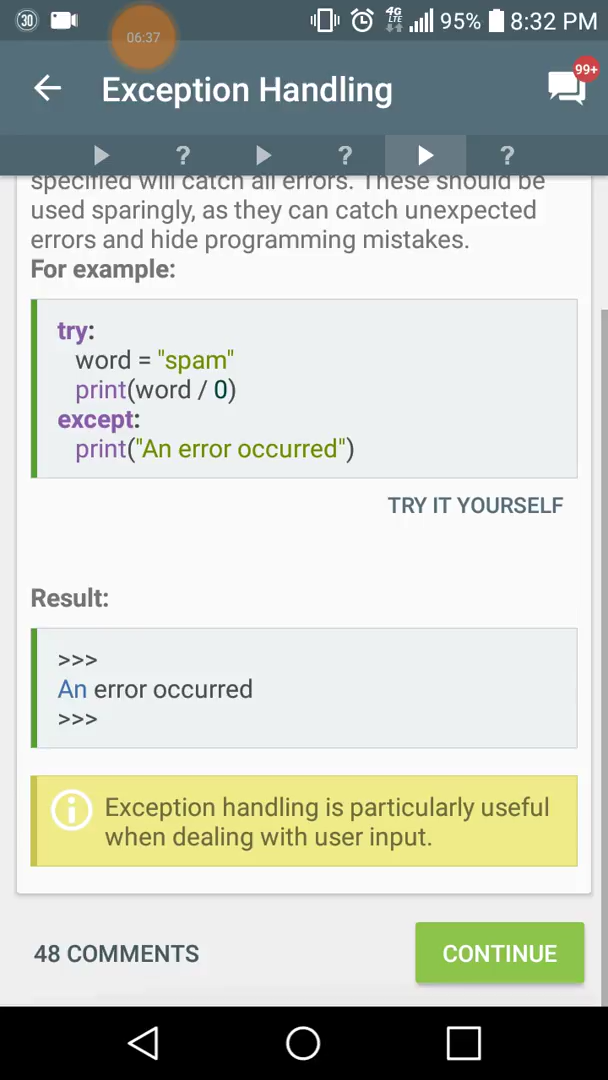 30
06:37
4G
LTE
95%
8:32 PM
Exception Handling
99+
?
?
?
specified will catch all errors. These should be
used sparingly, as they can catch unexpected
errors and hide programming mistakes.
For example:
try:
word = "spam"
print(word / 0)
except:
print("An error occurred")
TRY IT YOURSELF
Result:
>>>
An error occurred
>>>
Exception handling is particularly useful
when dealing with user input.
48 COMMENTS
CONTINUE